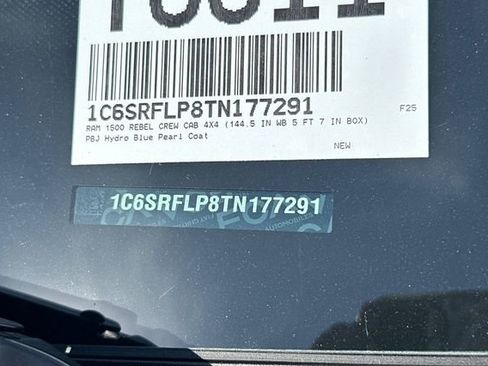 1C6SRFLP8TN177291
F25
RAM 1500 REBEL CREW CAB 4X4 (144.5 IN WB 5 FT 7 IN BOX)
PBJ Hydro Blue Pearl Coat
NEW
1C6SRFLP8TN177291